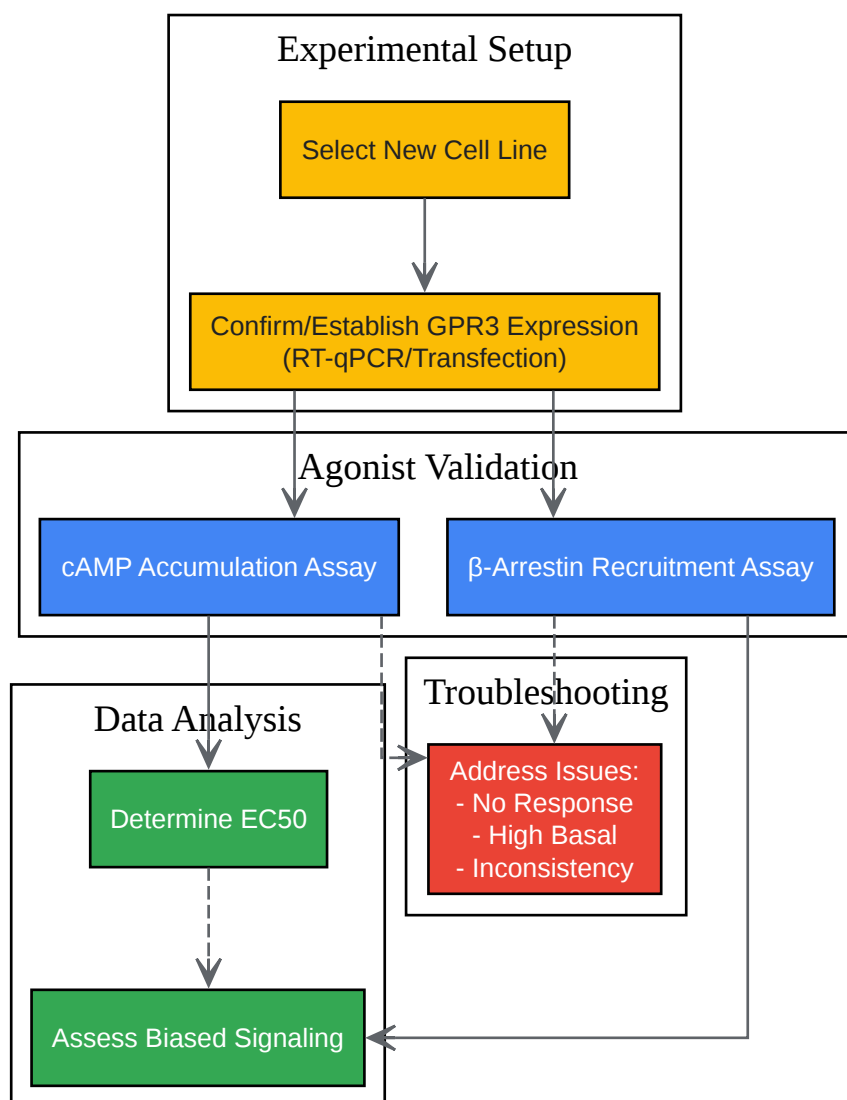 Experimental Setup
Select New Cell Line
Confirm/Establish GPR3 Expression
(RT-qPCR/Transfection)
Agonist Validation
cAMP Accumulation Assay
β-Arrestin Recruitment Assay
Data Analysis
Determine EC50
Assess Biased Signaling
Troubleshooting
Address Issues:
- No Response
- High Basal
- Inconsistency